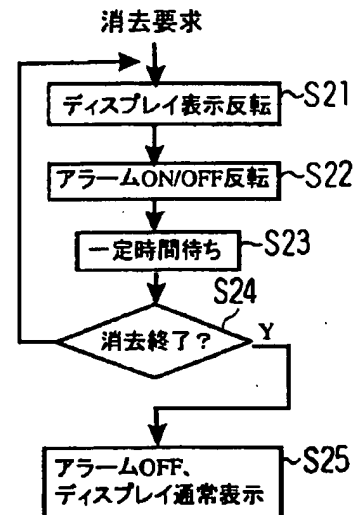 消去要求
ディスプレイ表示反転
S21
アラームON/OFF反転
S22
一定時間待ち
S23
S24
消去終了?
Y
アラームOFF、
ディスプレイ通常表示
S25